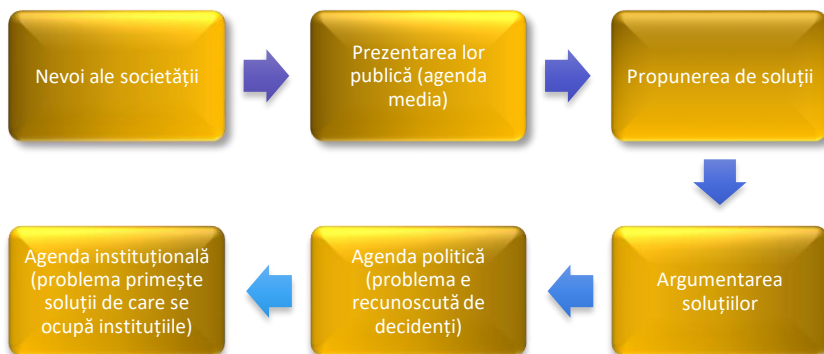 Nevoi ale societății
Prezentarea lor
publică (agenda
media)
Propunerea de soluții
Argumentarea
soluțiilor
Agenda politică
(problema e
recunoscută de
decidenți)
Agenda instituțională
(problema primește
soluții de care se
ocupă instituțiile)